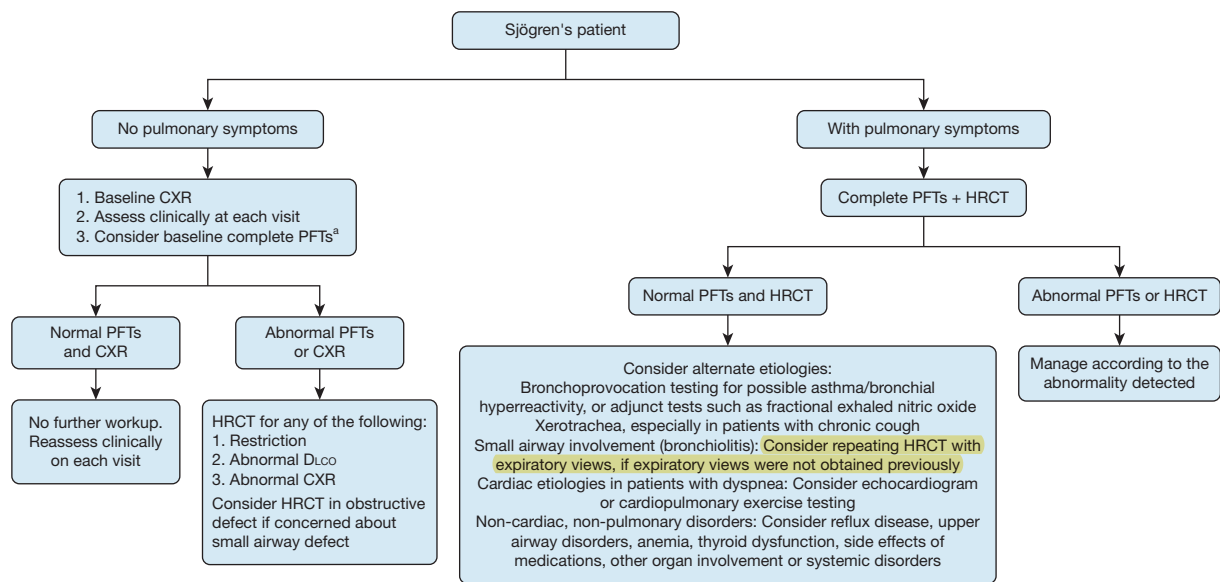 Sjögren's patient
No pulmonary symptoms
With pulmonary symptoms
1. Baseline CXR
2. Assess clinically at each visit
3. Consider baseline complete PFTsᵃ
Complete PFTs + HRCT
Normal PFTs
and CXR
Abnormal PFTs
or CXR
Normal PFTs and HRCT
Abnormal PFTs or HRCT
No further workup.
Reassess clinically
on each visit
HRCT for any of the following:
1. Restriction
2. Abnormal DLCO
3. Abnormal CXR
Consider HRCT in obstructive
defect if concerned about
small airway defect
Consider alternate etiologies:
Bronchoprovocation testing for possible asthma/bronchial
hyperreactivity, or adjunct tests such as fractional exhaled nitric oxide
Xerotrachea, especially in patients with chronic cough
Small airway involvement (bronchiolitis): Consider repeating HRCT with
expiratory views, if expiratory views were not obtained previously
Cardiac etiologies in patients with dyspnea: Consider echocardiogram
or cardiopulmonary exercise testing
Non-cardiac, non-pulmonary disorders: Consider reflux disease, upper
airway disorders, anemia, thyroid dysfunction, side effects of
medications, other organ involvement or systemic disorders
Manage according to the
abnormality detected